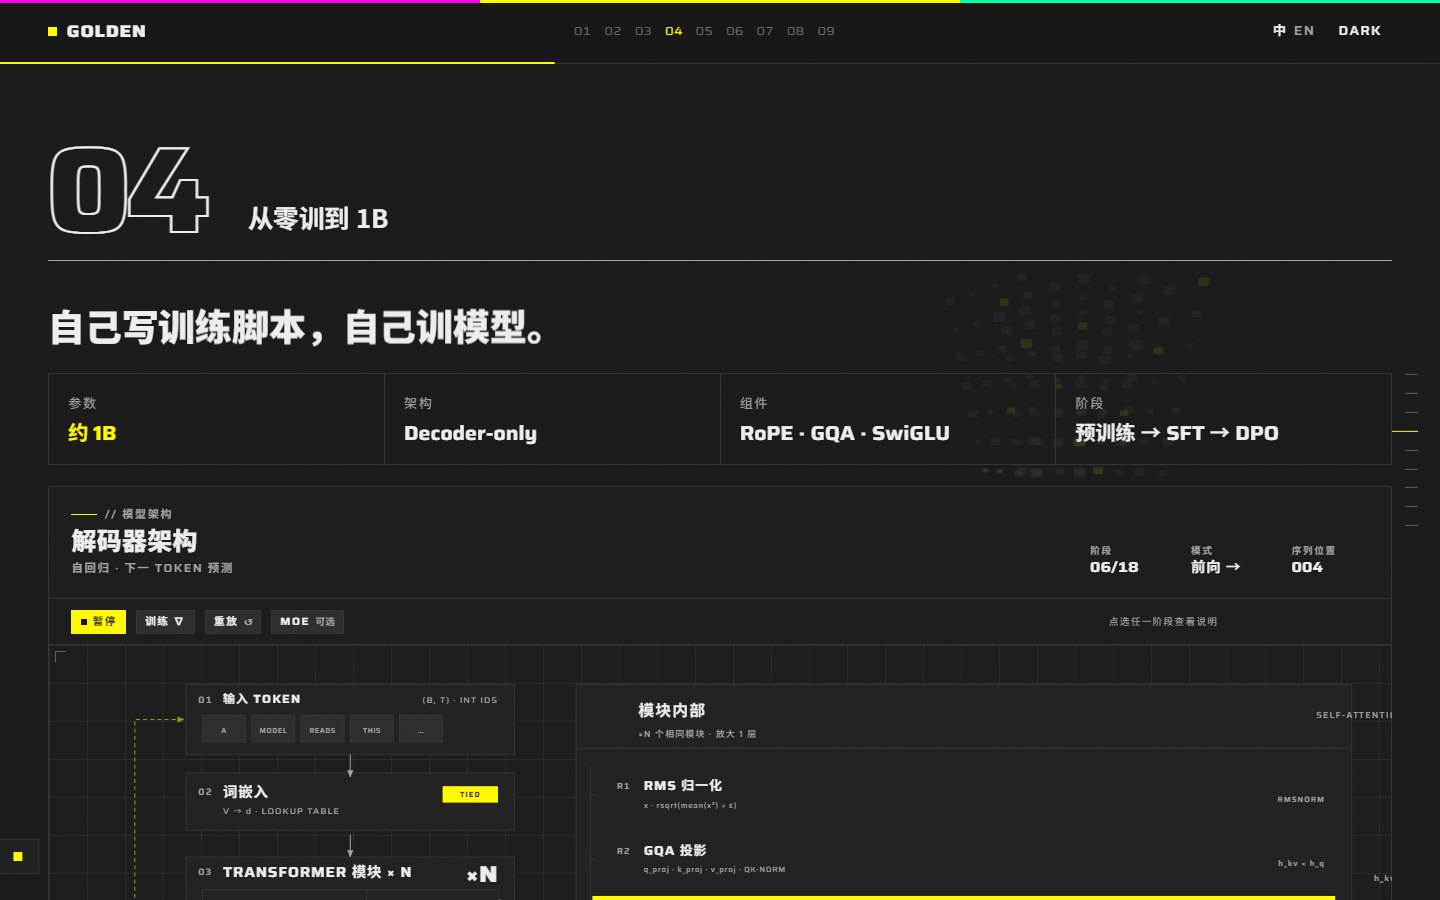 GOLDEN
01 02 03 04 05 06 07 08 09
中 EN DARK
04
从零训到 1B
自己写训练脚本，自己训模型。
参数
约 1B
架构
Decoder-only
组件
RoPE · GQA · SwiGLU
阶段
预训练 → SFT → DPO
// 模型架构
解码器架构
自回归 · 下一 TOKEN 预测
阶段
06/18
模式
前向 →
序列位置
004
暂停
训练 ∇
重放 ↺
MOE 可选
点选任一阶段查看说明
01 输入 TOKEN (B, T) · INT IDS
A MODEL READS THIS …
02 词嵌入 TIED
V → d · LOOKUP TABLE
03 TRANSFORMER 模块 × N ×N
模块内部
×N 个相同模块 · 放大 1 层
SELF-ATTENTIO
R1 RMS 归一化
x · rsqrt(mean(x²) + ε)
RMSNORM
R2 GQA 投影
q_proj · k_proj · v_proj · QK-NORM
h_kv < h_q
h_kv